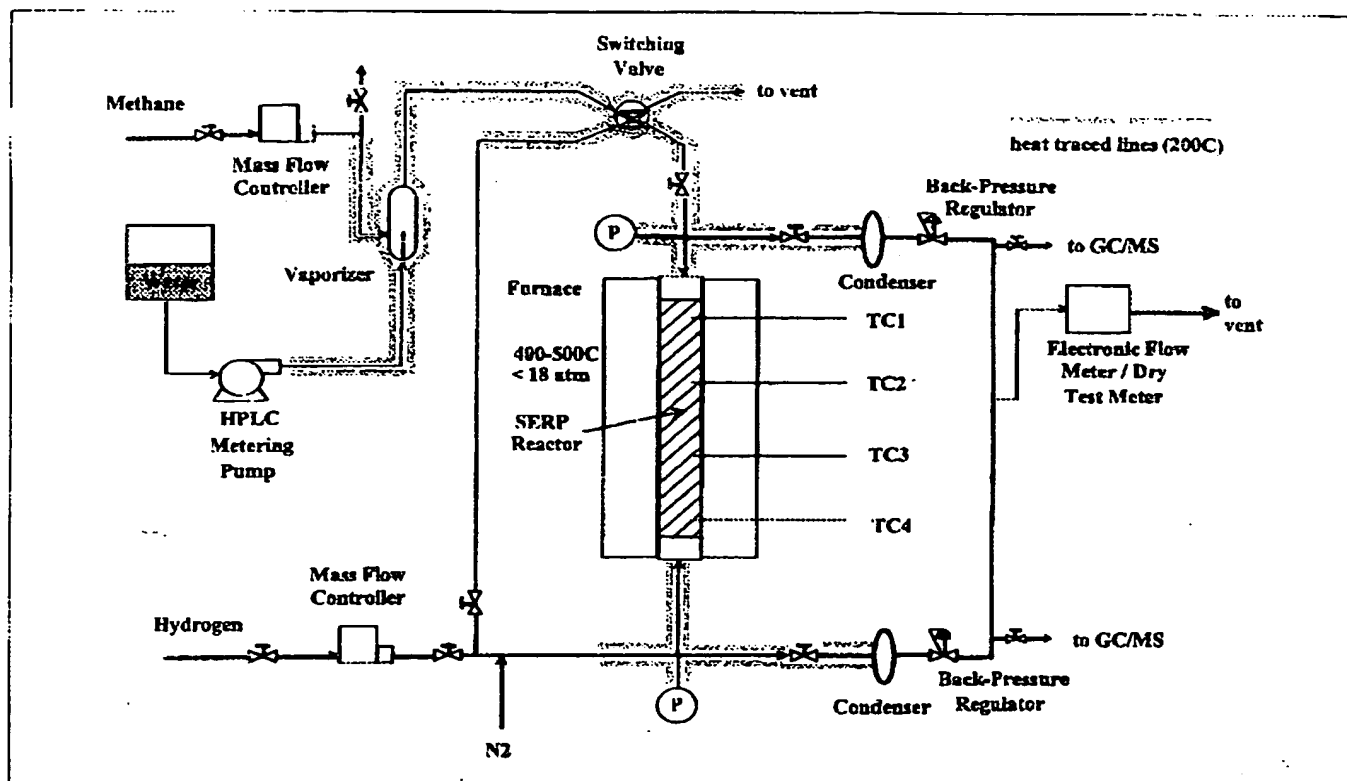 Switching
Valve
to vent
Methane
Mass Flow
Controller
heat traced lines (200C)
Back-Pressure
Regulator
P
to GC/MS
Vaporizer
Furnace
Condenser
TC1
to
vent
400-500C
< 18 atm
TC2
Electronic Flow
Meter / Dry
Test Meter
SERP
Reactor
HPLC
Metering
Pump
TC3
TC4
Mass Flow
Controller
Hydrogen
to GC/MS
P
Condenser
Back-Pressure
Regulator
N2